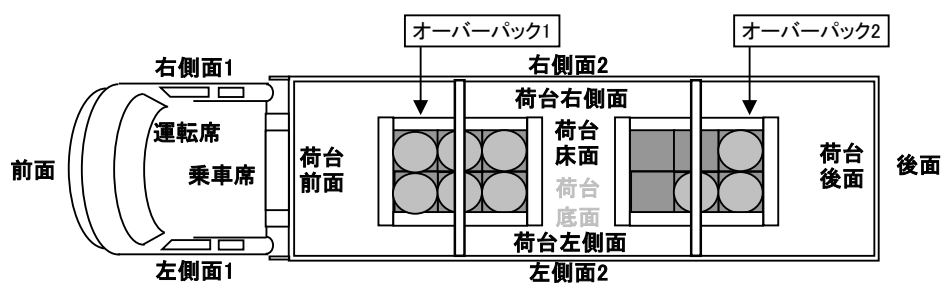 オーバーパック1
オーバーパック2
右側面1
右側面2
荷台右側面
運転席
荷台
床面
前面
乗車席
荷台
前面
荷台
後面
後面
荷台
底面
荷台左側面
左側面1
左側面2